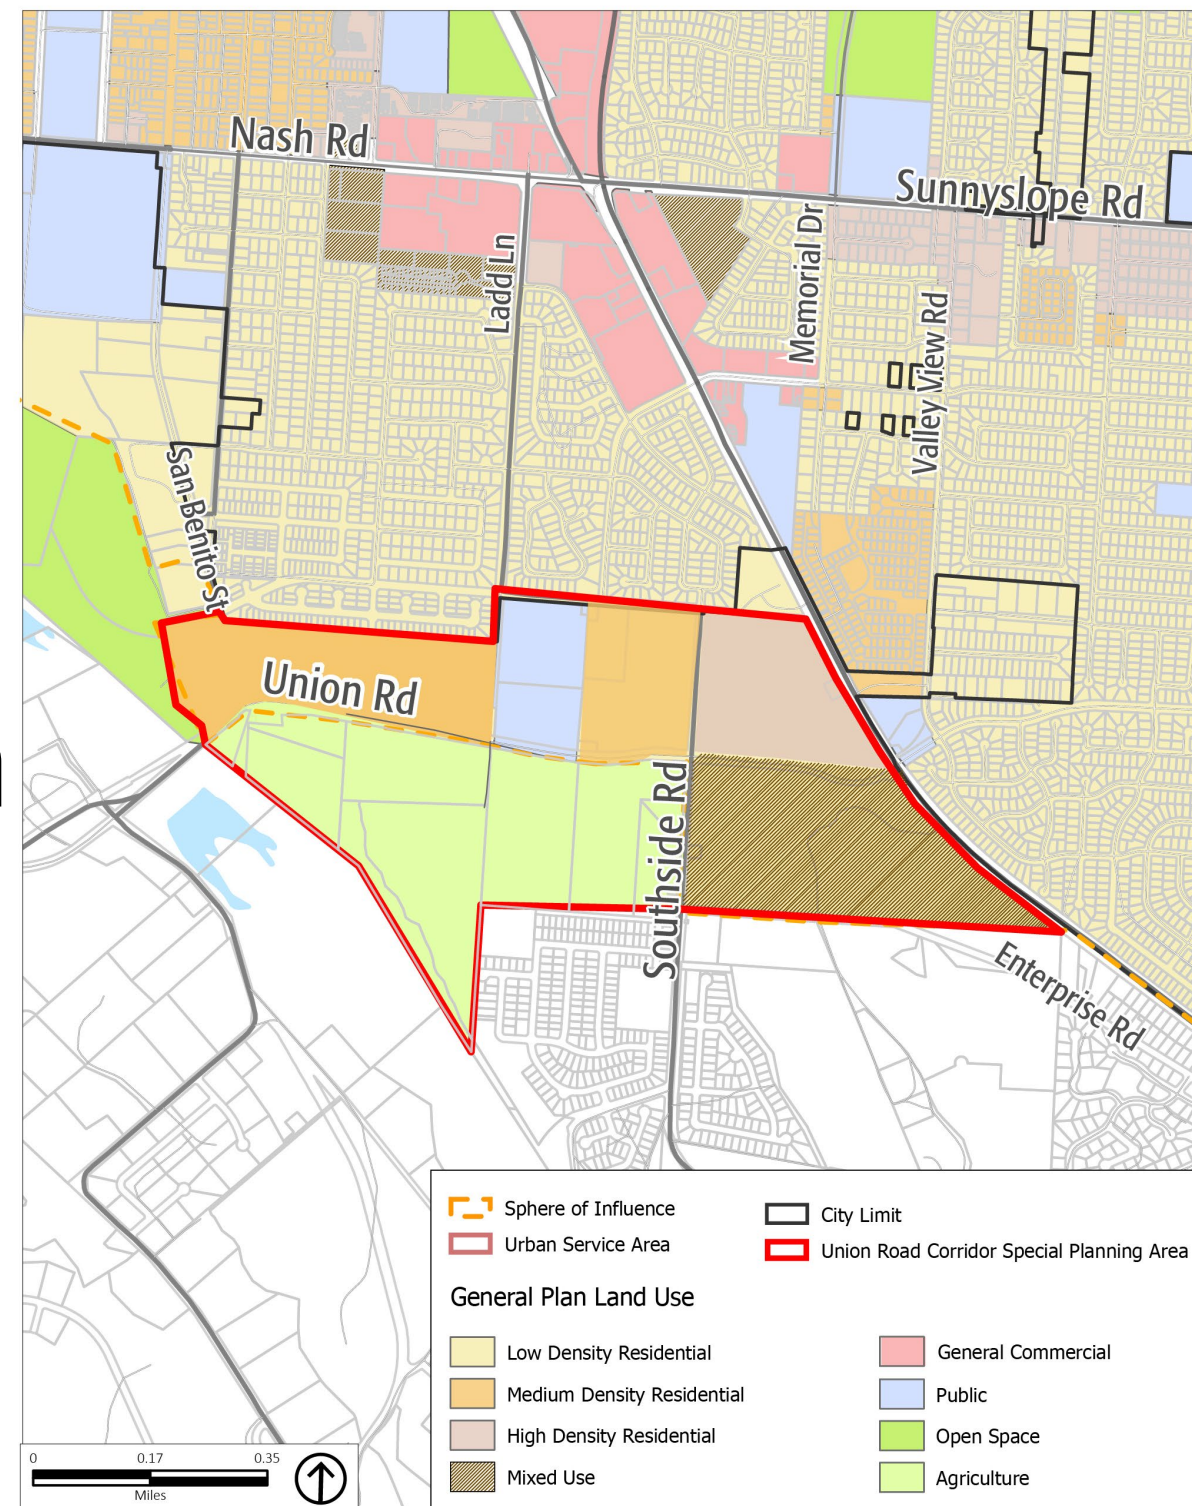 Nash Rd
Sunnyslope Rd
Ladd Ln
Memorial Dr
Valley View Rd
San Benito St
Union Rd
Southside Rd
Enterprise Rd
Sphere of Influence
City Limit
Urban Service Area
Union Road Corridor Special Planning Area
General Plan Land Use
Low Density Residential
General Commercial
Medium Density Residential
Public
High Density Residential
Open Space
Mixed Use
Agriculture
0 0.17 0.35
Miles